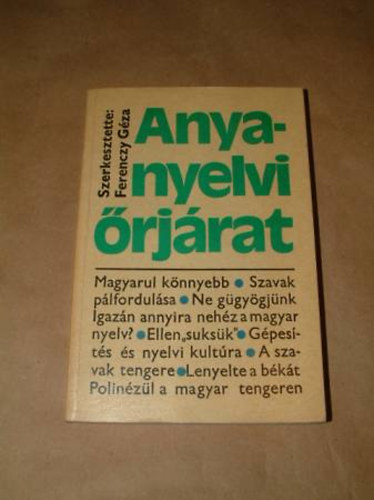 Szerkesztette:
Ferenczy Géza
Anya-
nyelvi
őrjárat
Magyarul könnyebb ● Szavak
pálfordulása ● Ne gügyögjünk
Igazán annyira nehéz a magyar
nyelv? ● Ellen„suksük” ● Gépesí-
tés és nyelvi kultúra ● A sza-
vak tengere ● Lenyelte a békát
Polinézül a magyar tengeren